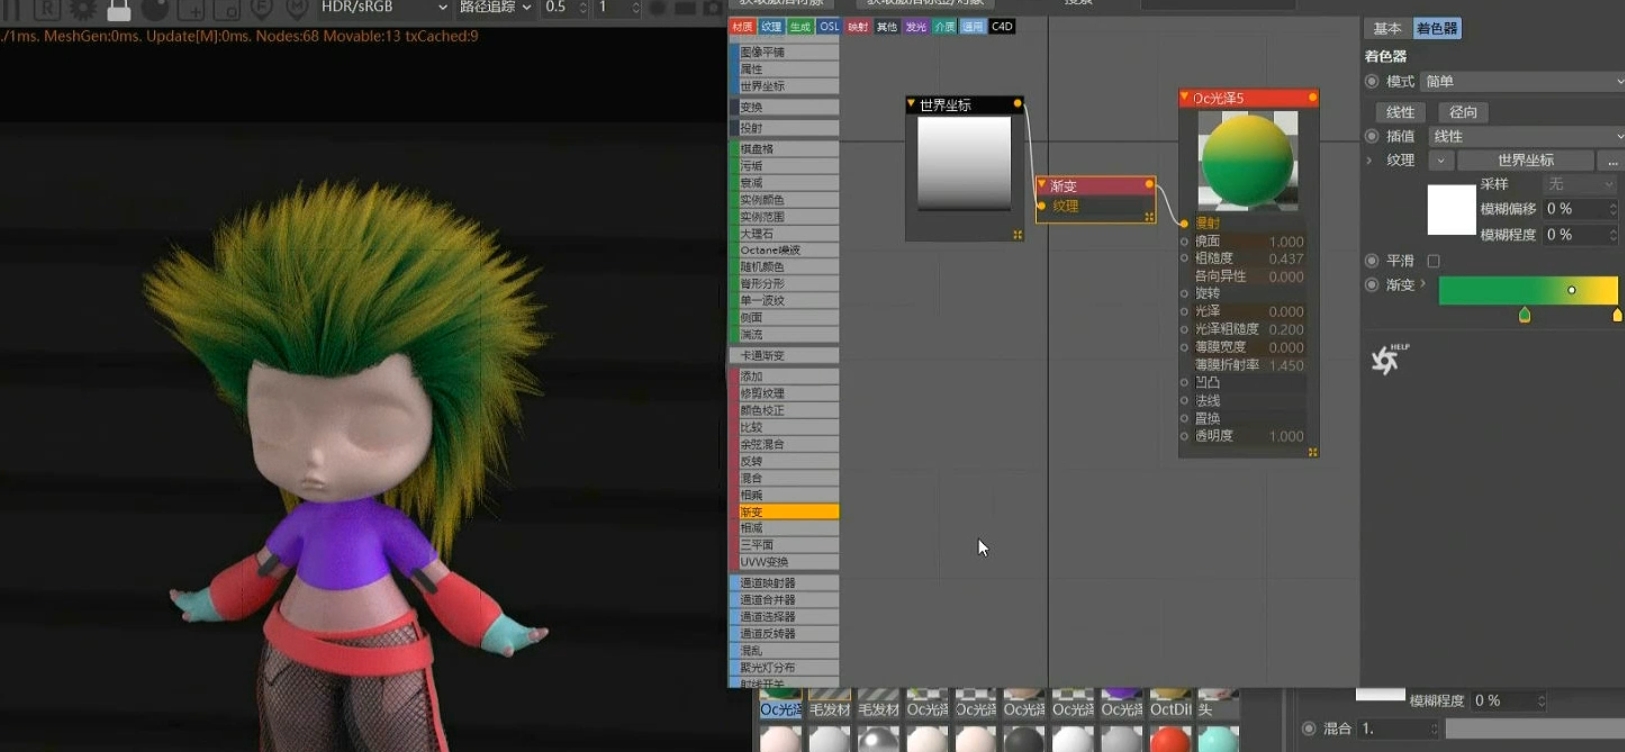 HDR/sRGB
路径追踪
0.5
1
./1ms. MeshGen:0ms. Update[M]:0ms. Nodes:68 Movable:13 txCached:9
材质 纹理 生成 OSL 映射 其他 发光 介质 通用 C4D
图像平铺
属性
世界坐标
变换
投射
棋盘格
污垢
衰减
实例颜色
实例范围
大理石
Octane噪波
随机颜色
脊形分形
单一波纹
侧面
湍流
卡通渐变
添加
修剪纹理
颜色校正
比较
余弦混合
反转
混合
相乘
渐变
相减
三平面
UVW变换
通道映射器
通道合并器
通道选择器
通道反转器
混乱
聚光灯分布
射线开关
世界坐标
渐变
纹理
Oc光泽5
漫射
镜面 1.000
粗糙度 0.437
各向异性 0.000
旋转
光泽 0.000
光泽粗糙度 0.200
薄膜宽度 0.000
薄膜折射率 1.450
凹凸
法线
置换
透明度 1.000
基本 着色器
着色器
模式 简单
线性 径向
插值 线性
纹理 世界坐标 ...
采样 无
模糊偏移 0 %
模糊程度 0 %
平滑
渐变
HELP
Oc光泽 毛发材 毛发材 Oc光泽 Oc光泽 Oc光泽 Oc光泽 Oc光泽 OctDif 头
模糊程度 0 %
混合 1.